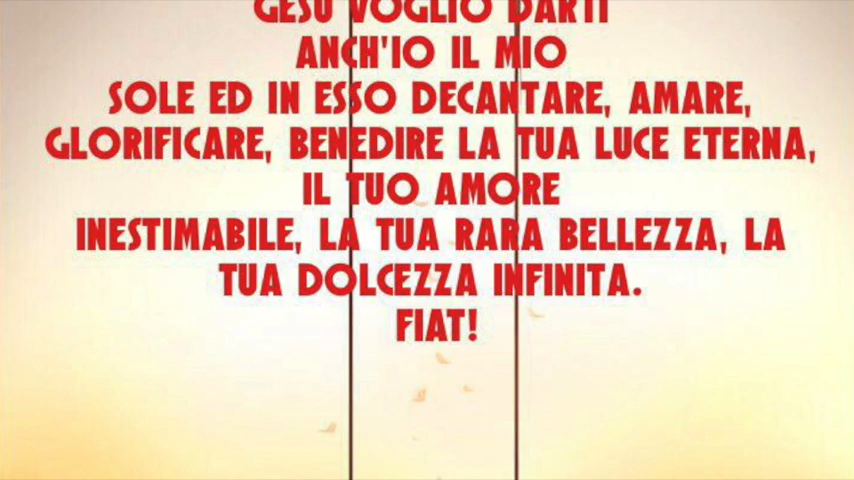 GESÙ VOGLIO DARTI
ANCH'IO IL MIO
SOLE ED IN ESSO DECANTARE, AMARE,
GLORIFICARE, BENEDIRE LA TUA LUCE ETERNA,
IL TUO AMORE
INESTIMABILE, LA TUA RARA BELLEZZA, LA
TUA DOLCEZZA INFINITA.
FIAT!